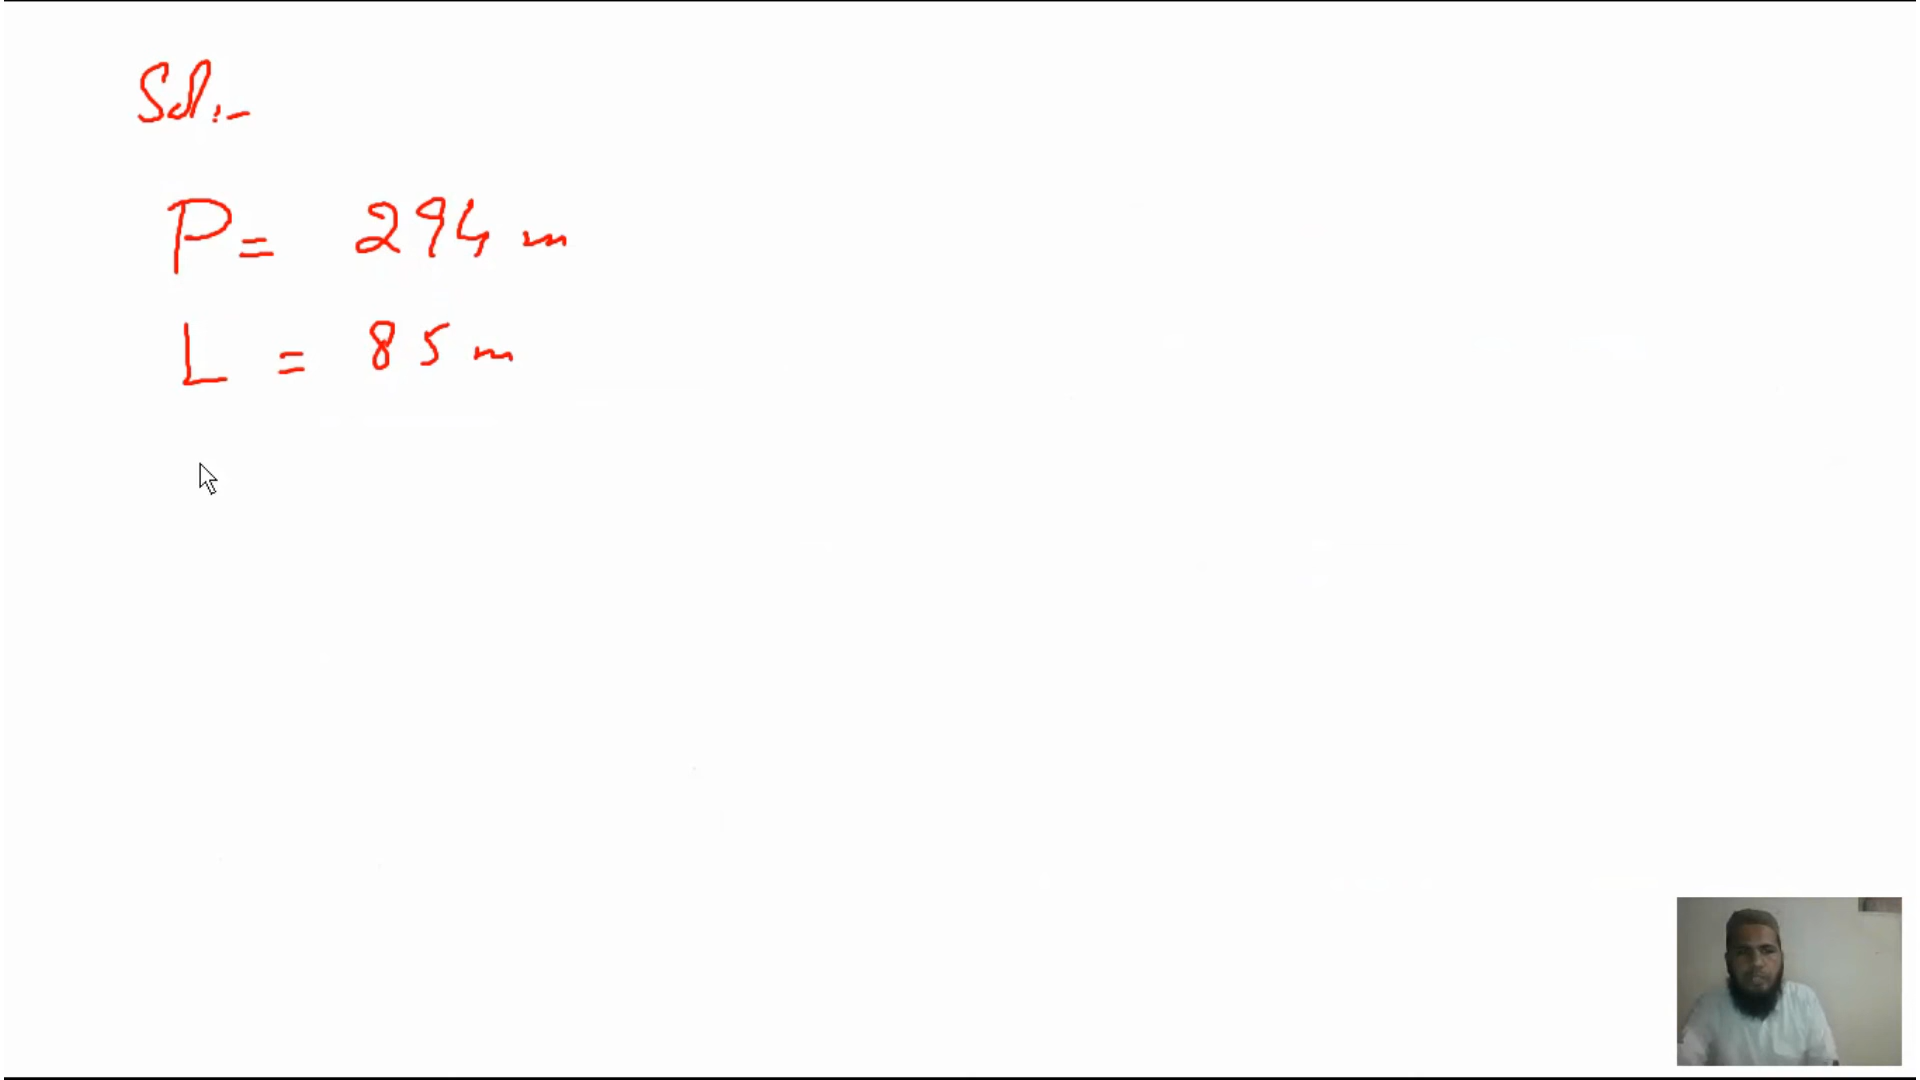 Sol:-
P = 294 m
L = 85 m